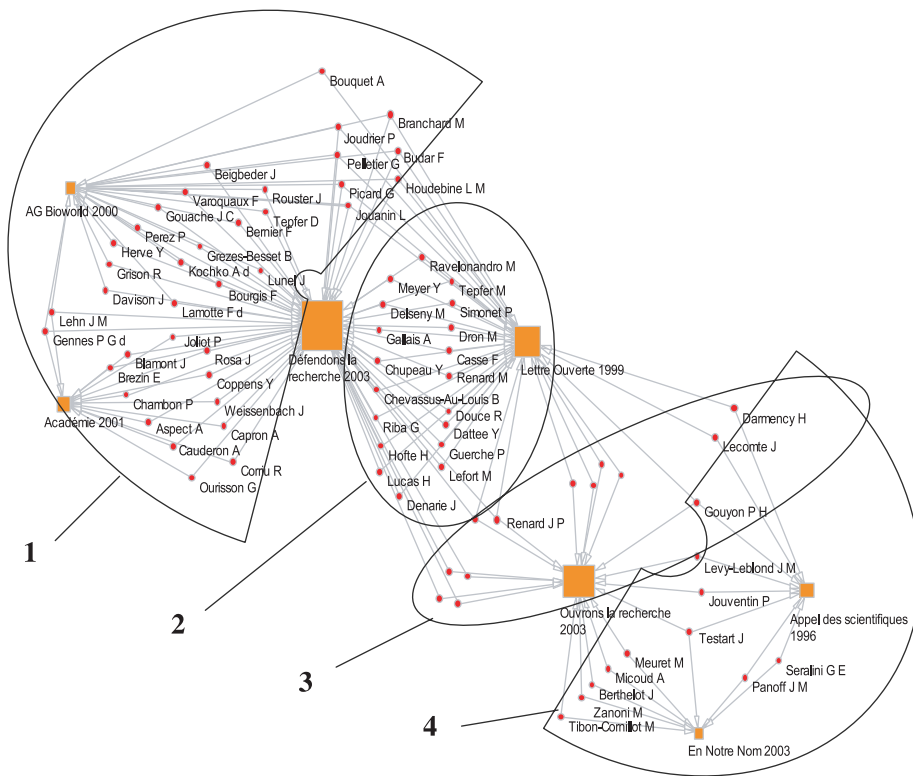 Bouquet A
Branchard M
Joudrier P
Budar F
Pelletier G
Beigbeder J
Houdebine L M
AG Bioworld 2000
Varoquaux F
Rouster J
Picard G
Gouache J C
Tepfer D
Jouanin L
Bernier F
Perez P
Herve Y
Grezes-Besset B
Grison R
Kochko A d
Lunel J
Ravelonandro M
Davison J
Bourgis F
Meyer Y
Tepfer M
Lamotte F d
Delseny M
Simonet P
Lehn J M
Gennes P G d
Joliot P
Gallais A
Dron M
Blamont J
Rosa J
Défendons la
recherche 2003
Chupeau Y
Casse F
Lettre Ouverte 1999
Brezin E
Coppens Y
Renard M
Chambon P
Chevassus-Au-Louis B
Académie 2001
Weissenbach J
Douce R
Aspect A
Capron A
Riba G
Dattee Y
Darmency H
Cauderon A
Hofte H
Guerche P
Lecomte J
Corriu R
Lucas H
Lefort M
Ourisson G
Denarie J
Gouyon P H
Renard J P
1
Levy-Leblond J M
Jouventin P
Ouvrons la recherche
2003
Appel des scientifiques
1996
2
Testart J
Meuret M
Seralini G E
3
Micoud A
Panoff J M
Berthelot J
4
Zanoni M
Tibon-Cornillot M
En Notre Nom 2003